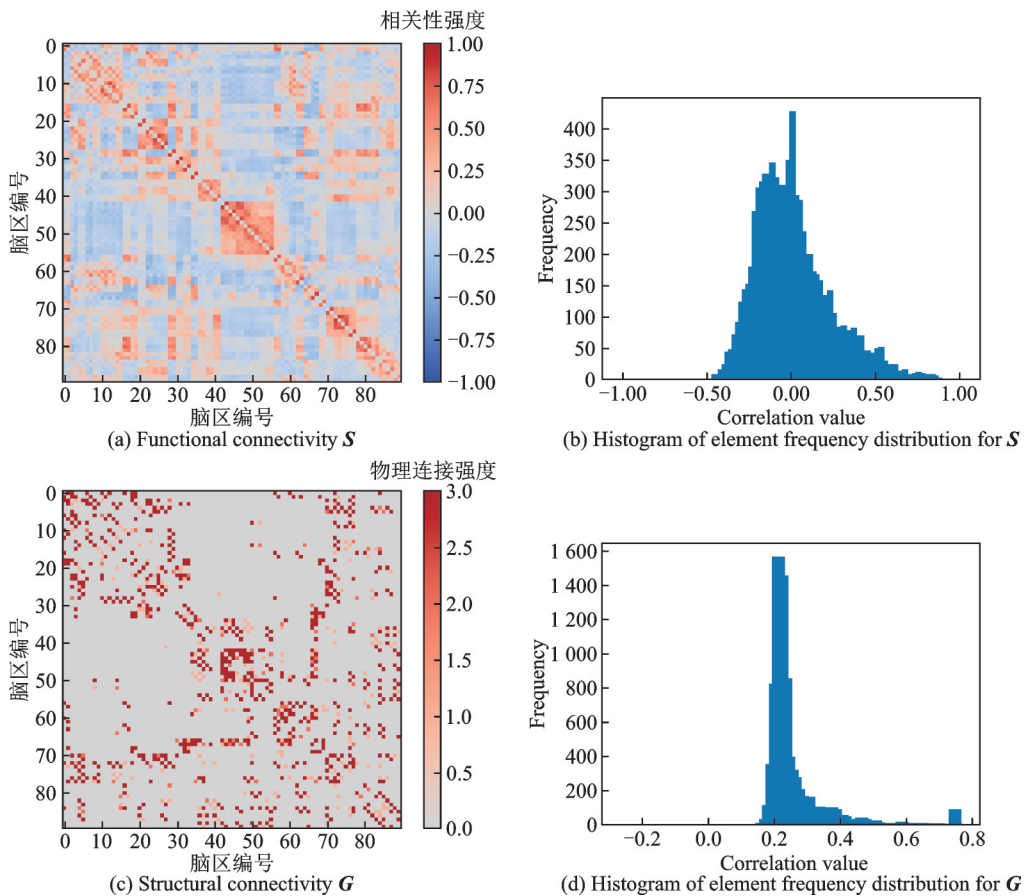 相关性强度
0
10
20
30
40
50
60
70
80
脑区编号
0 10 20 30 40 50 60 70 80
脑区编号
1.00
0.75
0.50
0.25
0.00
−0.25
−0.50
−0.75
−1.00
(a) Functional connectivity S
400
350
300
250
200
150
100
50
0
Frequency
−1.00 −0.50 0.00 0.50 1.00
Correlation value
(b) Histogram of element frequency distribution for S
物理连接强度
0
10
20
30
40
50
60
70
80
脑区编号
0 10 20 30 40 50 60 70 80
脑区编号
3.0
2.5
2.0
1.5
1.0
0.5
0.0
(c) Structural connectivity G
1 600
1 400
1 200
1 000
800
600
400
200
0
Frequency
−0.2 0.0 0.2 0.4 0.6 0.8
Correlation value
(d) Histogram of element frequency distribution for G